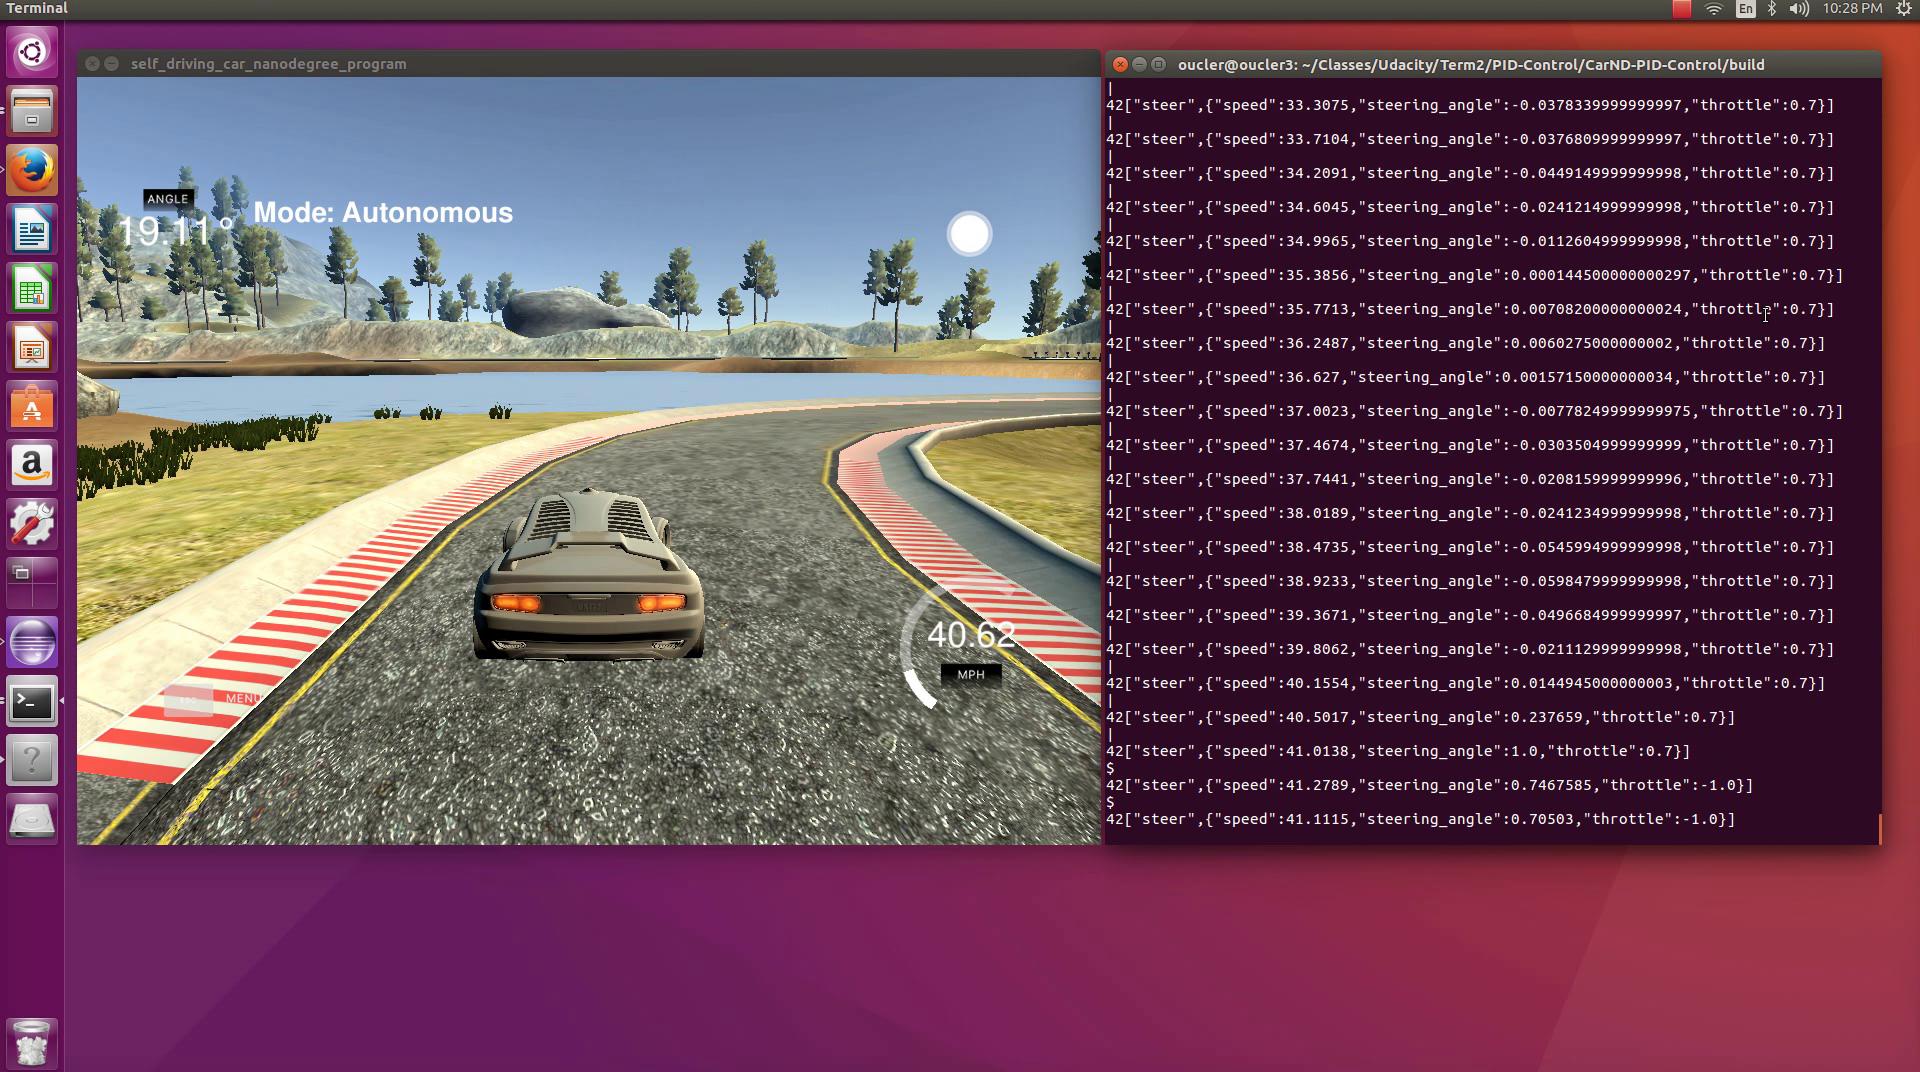 Terminal
En
10:28 PM
self_driving_car_nanodegree_program
ANGLE
19.11°
Mode: Autonomous
40.62
MPH
ESC
MENU
a
oucler@oucler3: ~/Classes/Udacity/Term2/PID-Control/CarND-PID-Control/build
|
42["steer",{"speed":33.3075,"steering_angle":-0.0378339999999997,"throttle":0.7}]
|
42["steer",{"speed":33.7104,"steering_angle":-0.0376809999999997,"throttle":0.7}]
|
42["steer",{"speed":34.2091,"steering_angle":-0.0449149999999998,"throttle":0.7}]
|
42["steer",{"speed":34.6045,"steering_angle":-0.0241214999999998,"throttle":0.7}]
|
42["steer",{"speed":34.9965,"steering_angle":-0.0112604999999998,"throttle":0.7}]
|
42["steer",{"speed":35.3856,"steering_angle":0.000144500000000297,"throttle":0.7}]
|
42["steer",{"speed":35.7713,"steering_angle":0.00708200000000024,"throttle":0.7}]
|
42["steer",{"speed":36.2487,"steering_angle":0.0060275000000002,"throttle":0.7}]
|
42["steer",{"speed":36.627,"steering_angle":0.00157150000000034,"throttle":0.7}]
|
42["steer",{"speed":37.0023,"steering_angle":-0.00778249999999975,"throttle":0.7}]
|
42["steer",{"speed":37.4674,"steering_angle":-0.0303504999999999,"throttle":0.7}]
|
42["steer",{"speed":37.7441,"steering_angle":-0.0208159999999996,"throttle":0.7}]
|
42["steer",{"speed":38.0189,"steering_angle":-0.0241234999999998,"throttle":0.7}]
|
42["steer",{"speed":38.4735,"steering_angle":-0.0545994999999998,"throttle":0.7}]
|
42["steer",{"speed":38.9233,"steering_angle":-0.0598479999999998,"throttle":0.7}]
|
42["steer",{"speed":39.3671,"steering_angle":-0.0496684999999997,"throttle":0.7}]
|
42["steer",{"speed":39.8062,"steering_angle":-0.0211129999999998,"throttle":0.7}]
|
42["steer",{"speed":40.1554,"steering_angle":0.0144945000000003,"throttle":0.7}]
|
42["steer",{"speed":40.5017,"steering_angle":0.237659,"throttle":0.7}]
|
42["steer",{"speed":41.0138,"steering_angle":1.0,"throttle":0.7}]
$
42["steer",{"speed":41.2789,"steering_angle":0.7467585,"throttle":-1.0}]
$
42["steer",{"speed":41.1115,"steering_angle":0.70503,"throttle":-1.0}]